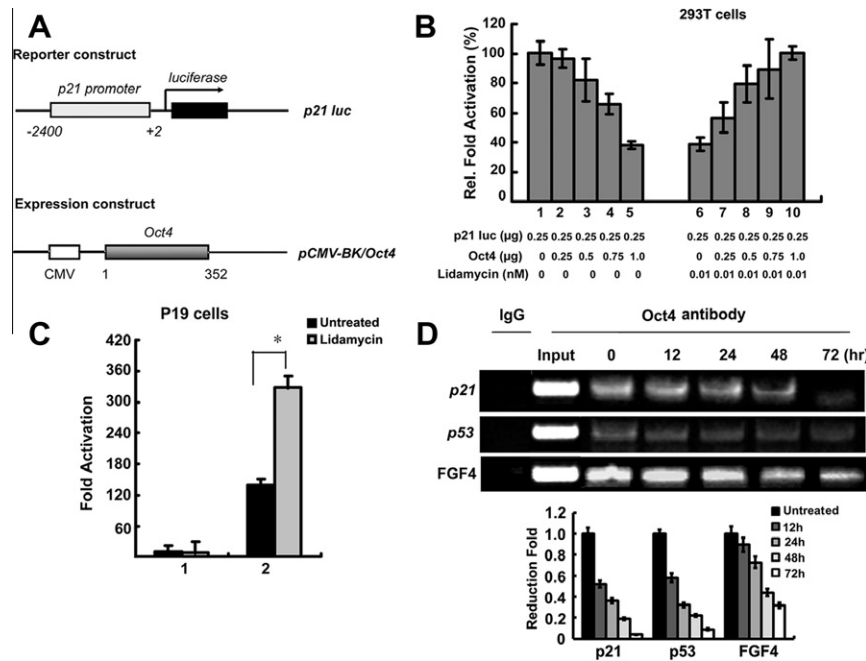 A
Reporter construct
p21 promoter
luciferase
-2400
+2
p21 luc
Expression construct
Oct4
CMV
1
352
pCMV-BK/Oct4
B
293T cells
Rel. Fold Activation (%)
120
100
80
60
40
20
0
1 2 3 4 5 6 7 8 9 10
p21 luc (µg) 0.25 0.25 0.25 0.25 0.25 0.25 0.25 0.25 0.25 0.25
Oct4 (µg) 0 0.25 0.5 0.75 1.0 0 0.25 0.5 0.75 1.0
Lidamycin (nM) 0 0 0 0 0 0.01 0.01 0.01 0.01 0.01
C
P19 cells
Untreated
Lidamycin
*
Fold Activation
420
360
300
240
180
120
60
1 2
D
IgG
Oct4 antibody
Input 0 12 24 48 72 (hr)
p21
p53
FGF4
Untreated
12h
24h
48h
72h
Reduction Fold
1.2
1.0
0.8
0.6
0.4
0.2
0
p21 p53 FGF4